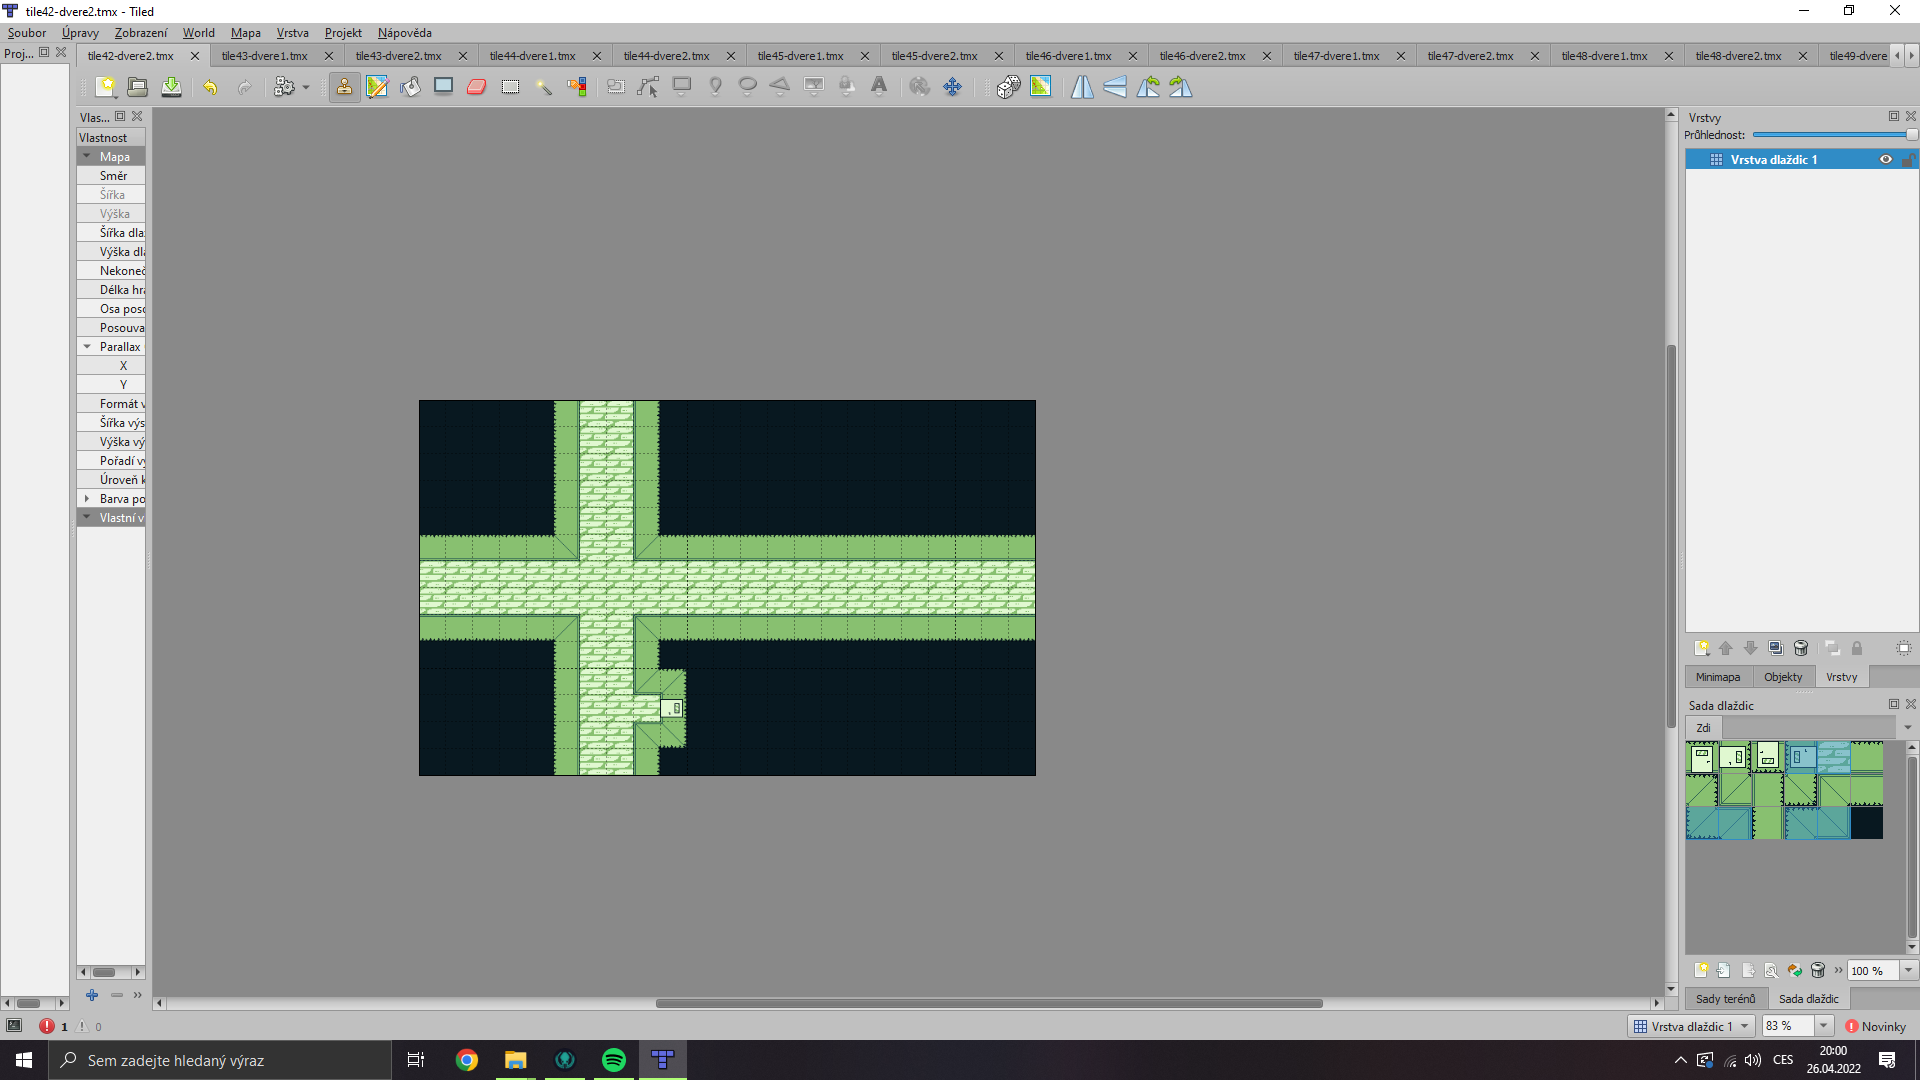 tile42-dvere2.tmx - Tiled
Soubor Úpravy Zobrazení World Mapa Vrstva Projekt Nápověda
Proj... tile42-dvere2.tmx tile43-dvere1.tmx tile43-dvere2.tmx tile44-dvere1.tmx tile44-dvere2.tmx tile45-dvere1.tmx tile45-dvere2.tmx tile46-dvere1.tmx tile46-dvere2.tmx tile47-dvere1.tmx tile47-dvere2.tmx tile48-dvere1.tmx tile48-dvere2.tmx tile49-dvere
Vlas...
Vlastnost
Mapa
Směr
Šířka
Výška
Šířka dla
Výška dl
Nekoneč
Délka hr
Osa poso
Posouva
Parallax
X
Y
Formát v
Šířka výs
Výška vý
Pořadí vy
Úroveň k
Barva po
Vlastní v
Vrstvy
Průhlednost:
Vrstva dlaždic 1
Minimapa Objekty Vrstvy
Sada dlaždic
Zdi
100 %
Sady terénů Sada dlaždic
1 0
Vrstva dlaždic 1 83 % Novinky
Sem zadejte hledaný výraz
CES
20:00
26.04.2022